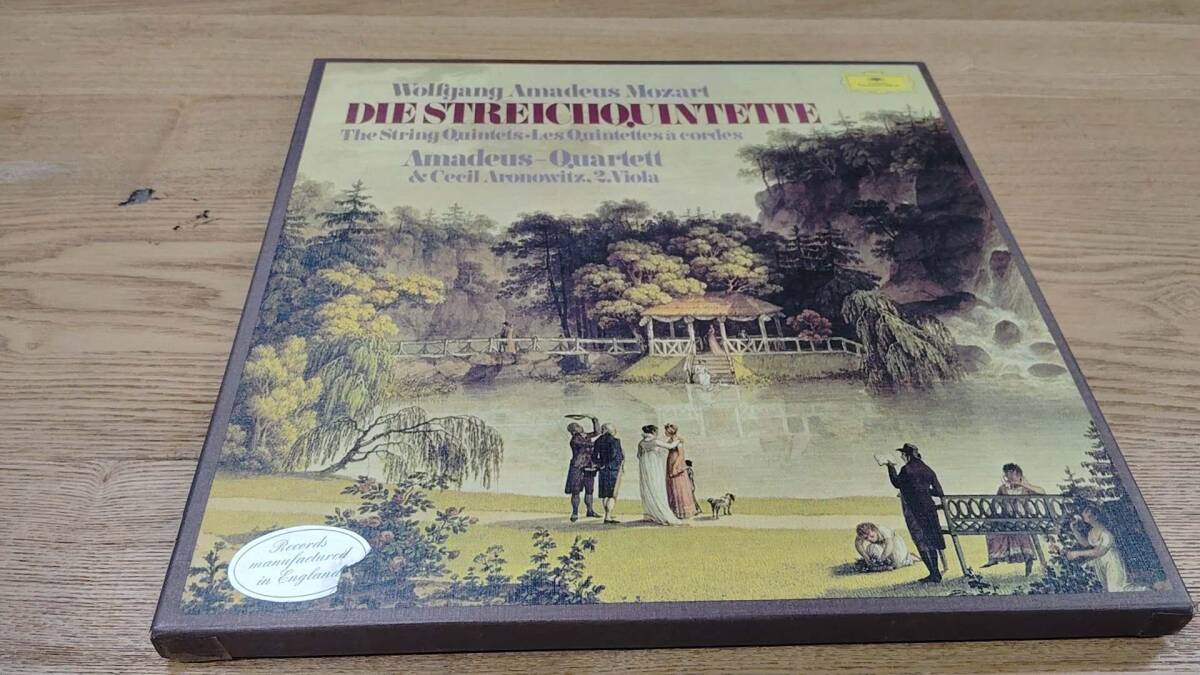 Wolfgang Amadeus Mozart
DIE STREICHQUINTETTE
The String Quintets·Les Quintettes à cordes
Amadeus-Quartett
& Cecil Aronowitz, 2.Viola
Records
manufactured
in England